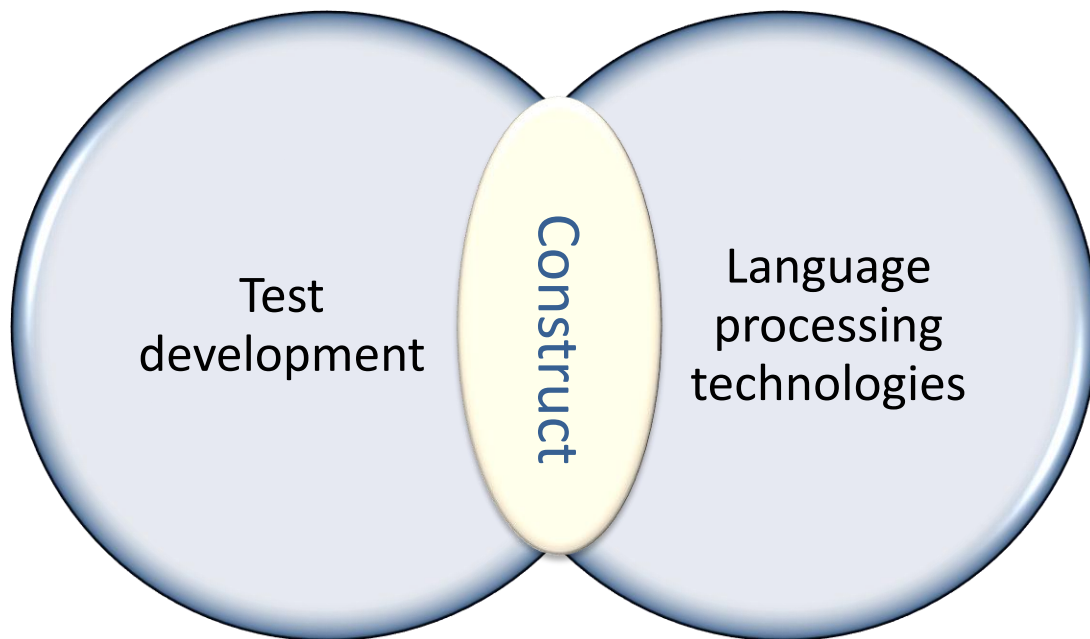 Test
development
Construct
Language
processing
technologies